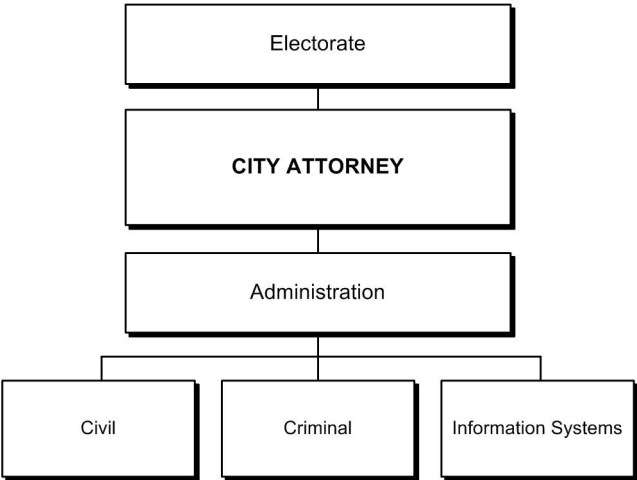 Electorate
CITY ATTORNEY
Administration
Civil
Criminal
Information Systems